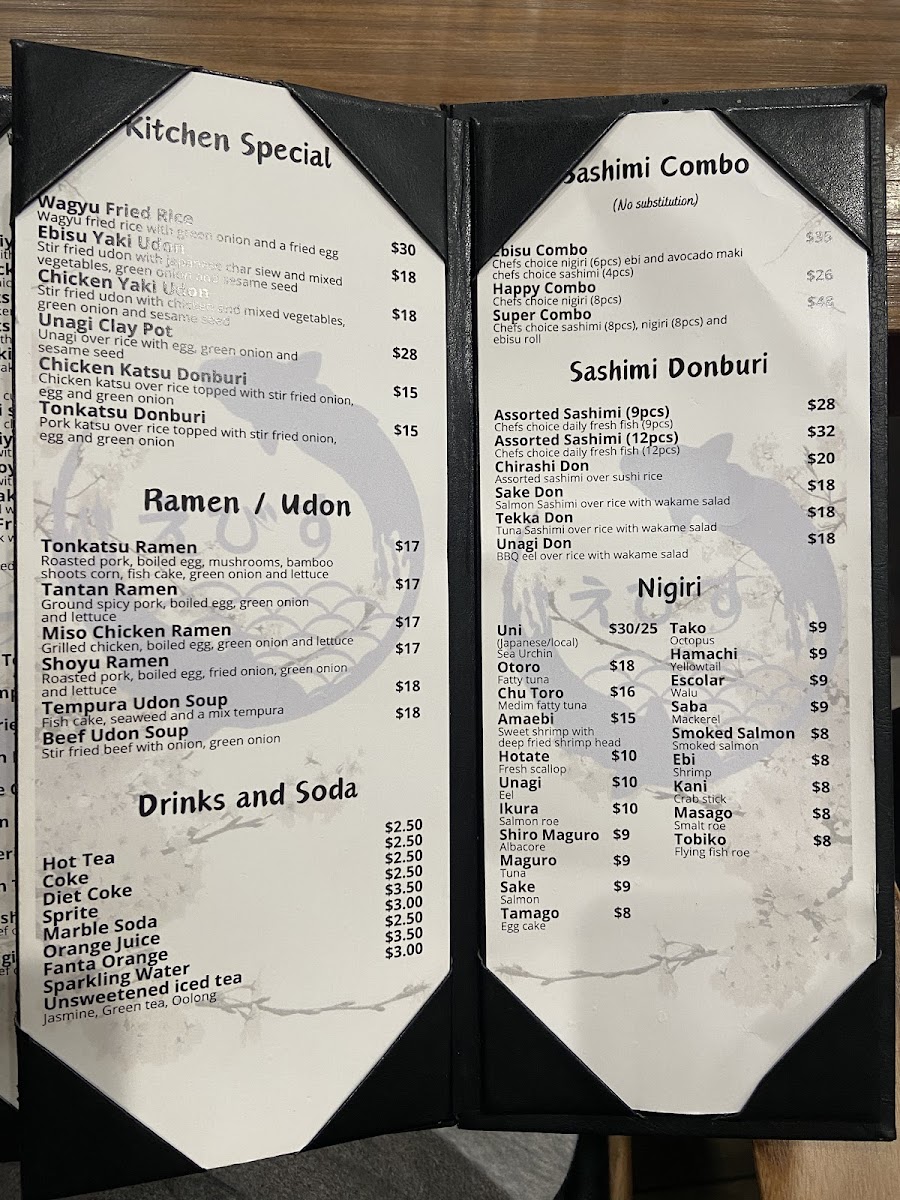 Kitchen Special
Wagyu Fried Rice
Wagyu fried rice with green onion and a fried egg
$30
Ebisu Yaki Udon
Stir fried udon with japanese char siew and mixed
vegetables, green onion and sesame seed
$18
Chicken Yaki Udon
Stir fried udon with chicken and mixed vegetables,
green onion and sesame seed
$18
Unagi Clay Pot
Unagi over rice with egg, green onion and
sesame seed
$28
Chicken Katsu Donburi
Chicken katsu over rice topped with stir fried onion,
egg and green onion
$15
Tonkatsu Donburi
Pork katsu over rice topped with stir fried onion,
egg and green onion
$15
えびす
Ramen / Udon
Tonkatsu Ramen $17
Roasted pork, boiled egg, mushrooms, bamboo
shoots corn, fish cake, green onion and lettuce
Tantan Ramen $17
Ground spicy pork, boiled egg, green onion
and lettuce
Miso Chicken Ramen $17
Grilled chicken, boiled egg, green onion and lettuce
Shoyu Ramen $17
Roasted pork, boiled egg, fried onion, green onion
and lettuce
Tempura Udon Soup $18
Fish cake, seaweed and a mix tempura
Beef Udon Soup $18
Stir fried beef with onion, green onion
Drinks and Soda
Hot Tea $2.50
Coke $2.50
Diet Coke $2.50
Sprite $2.50
Marble Soda $3.50
Orange Juice $3.00
Fanta Orange $2.50
Sparkling Water $3.50
Unsweetened iced tea $3.00
Jasmine, Green tea, Oolong
Sashimi Combo
(No substitution)
Ebisu Combo $35
Chefs choice nigiri (6pcs) ebi and avocado maki
chefs choice sashimi (4pcs)
Happy Combo $26
Chefs choice nigiri (8pcs)
Super Combo $48
Chefs choice sashimi (8pcs), nigiri (8pcs) and
ebisu roll
Sashimi Donburi
Assorted Sashimi (9pcs) $28
Chefs choice daily fresh fish (9pcs)
Assorted Sashimi (12pcs) $32
Chefs choice daily fresh fish (12pcs)
Chirashi Don $20
Assorted sashimi over sushi rice
Sake Don $18
Salmon Sashimi over rice with wakame salad
Tekka Don $18
Tuna Sashimi over rice with wakame salad
Unagi Don $18
BBQ eel over rice with wakame salad
えびす
Nigiri
Uni $30/25
(Japanese/local)
Sea Urchin
Otoro $18
Fatty tuna
Chu Toro $16
Medim fatty tuna
Amaebi $15
Sweet shrimp with
deep fried shrimp head
Hotate $10
Fresh scallop
Unagi $10
Eel
Ikura $10
Salmon roe
Shiro Maguro $9
Albacore
Maguro $9
Tuna
Sake $9
Salmon
Tamago $8
Egg cake
Tako $9
Octopus
Hamachi $9
Yellowtail
Escolar $9
Walu
Saba $9
Mackerel
Smoked Salmon $8
Smoked salmon
Ebi $8
Shrimp
Kani $8
Crab stick
Masago $8
Smalt roe
Tobiko $8
Flying fish roe